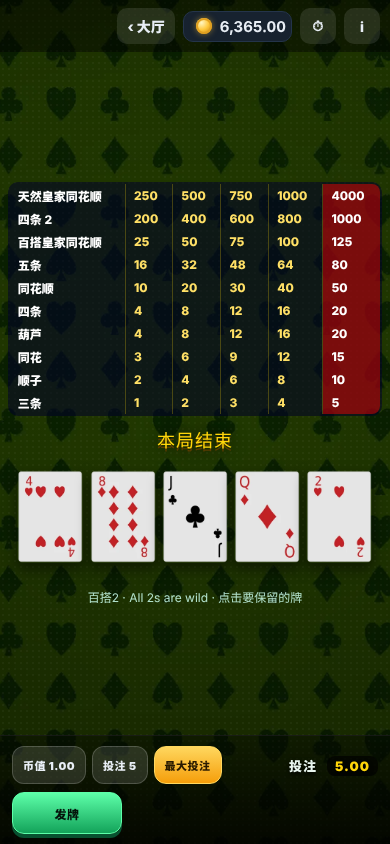 ‹ 大厅 6,365.00 ⏱ i
天然皇家同花顺 250 500 750 1000 4000
四条 2 200 400 600 800 1000
百搭皇家同花顺 25 50 75 100 125
五条 16 32 48 64 80
同花顺 10 20 30 40 50
四条 4 8 12 16 20
葫芦 4 8 12 16 20
同花 3 6 9 12 15
顺子 2 4 6 8 10
三条 1 2 3 4 5
本局结束
4 8 J Q 2
4 8 J Q 2
百搭2 · All 2s are wild · 点击要保留的牌
币值 1.00 投注 5 最大投注 投注 5.00
发牌